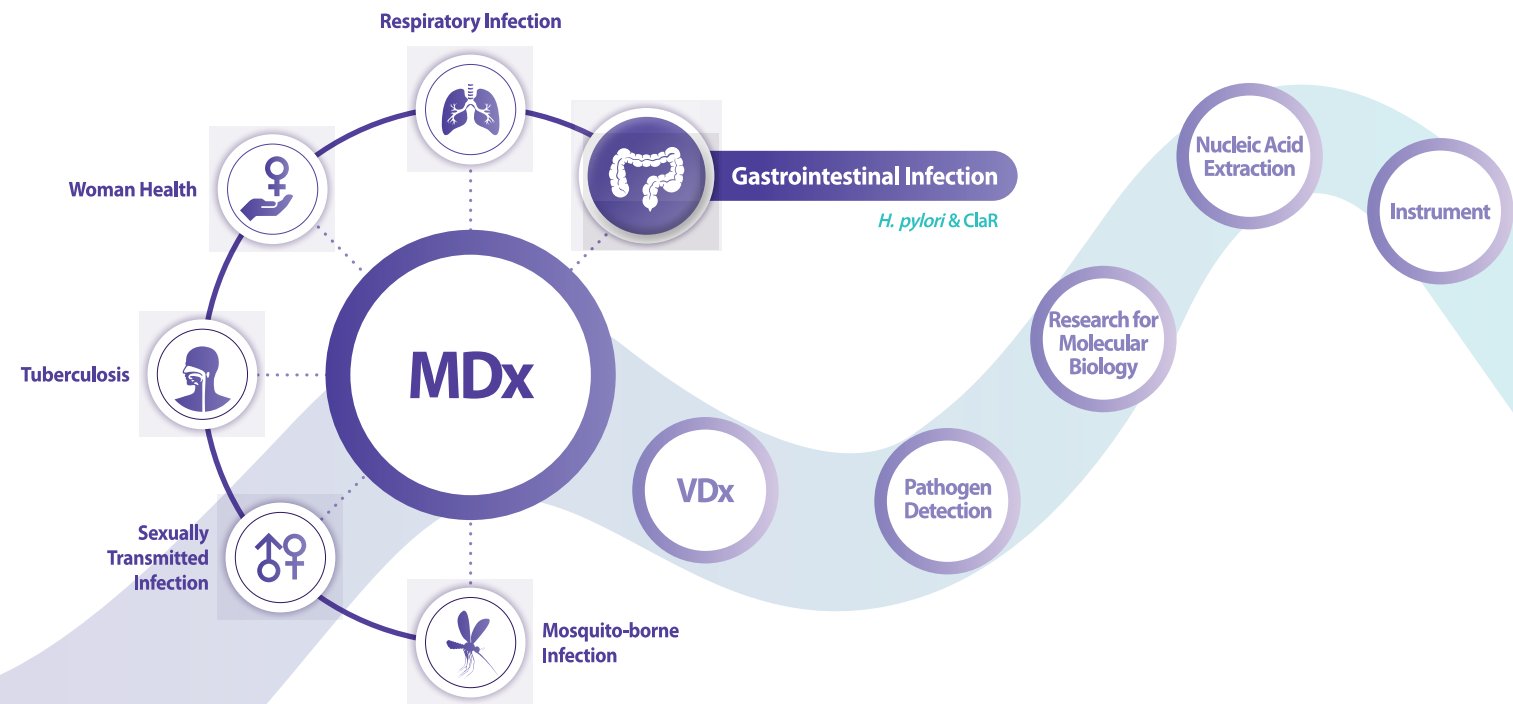 Respiratory Infection
Woman Health
Gastrointestinal Infection
H. pylori & ClaR
Tuberculosis
MDx
Sexually
Transmitted
Infection
Mosquito-borne
Infection
VDx
Pathogen
Detection
Research for
Molecular
Biology
Nucleic Acid
Extraction
Instrument